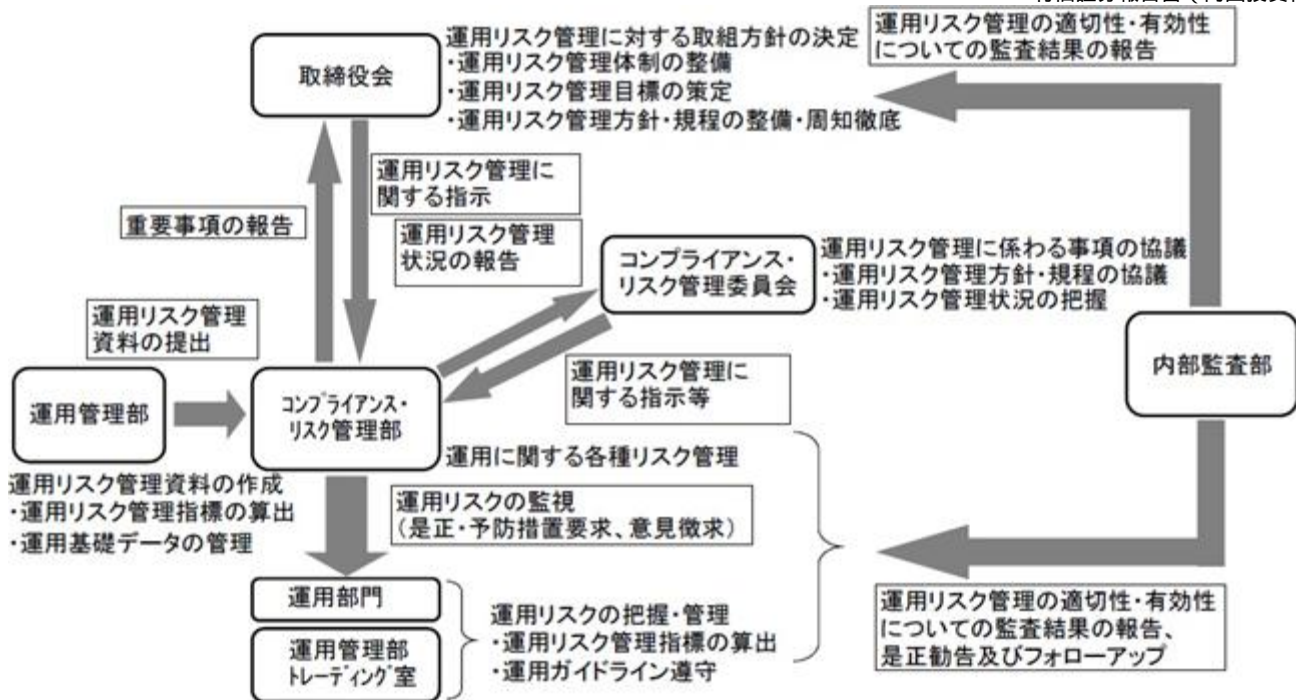 運用リスク管理に対する取組方針の決定
・運用リスク管理体制の整備
・運用リスク管理目標の策定
・運用リスク管理方針・規程の整備・周知徹底
取締役会
運用リスク管理の適切性・有効性
についての監査結果の報告
運用リスク管理に
関する指示
重要事項の報告
運用リスク管理
状況の報告
コンプライアンス・
リスク管理委員会
運用リスク管理に係わる事項の協議
・運用リスク管理方針・規程の協議
・運用リスク管理状況の把握
運用リスク管理
資料の提出
内部監査部
運用管理部
コンプライアンス・
リスク管理部
運用リスク管理に
関する指示等
運用に関する各種リスク管理
運用リスク管理資料の作成
・運用リスク管理指標の算出
・運用基礎データの管理
運用リスクの監視
(是正・予防措置要求、意見徴求)
運用部門
運用管理部
トレーディング室
運用リスクの把握・管理
・運用リスク管理指標の算出
・運用ガイドライン遵守
運用リスク管理の適切性・有効性
についての監査結果の報告、
是正勧告及びフォローアップ